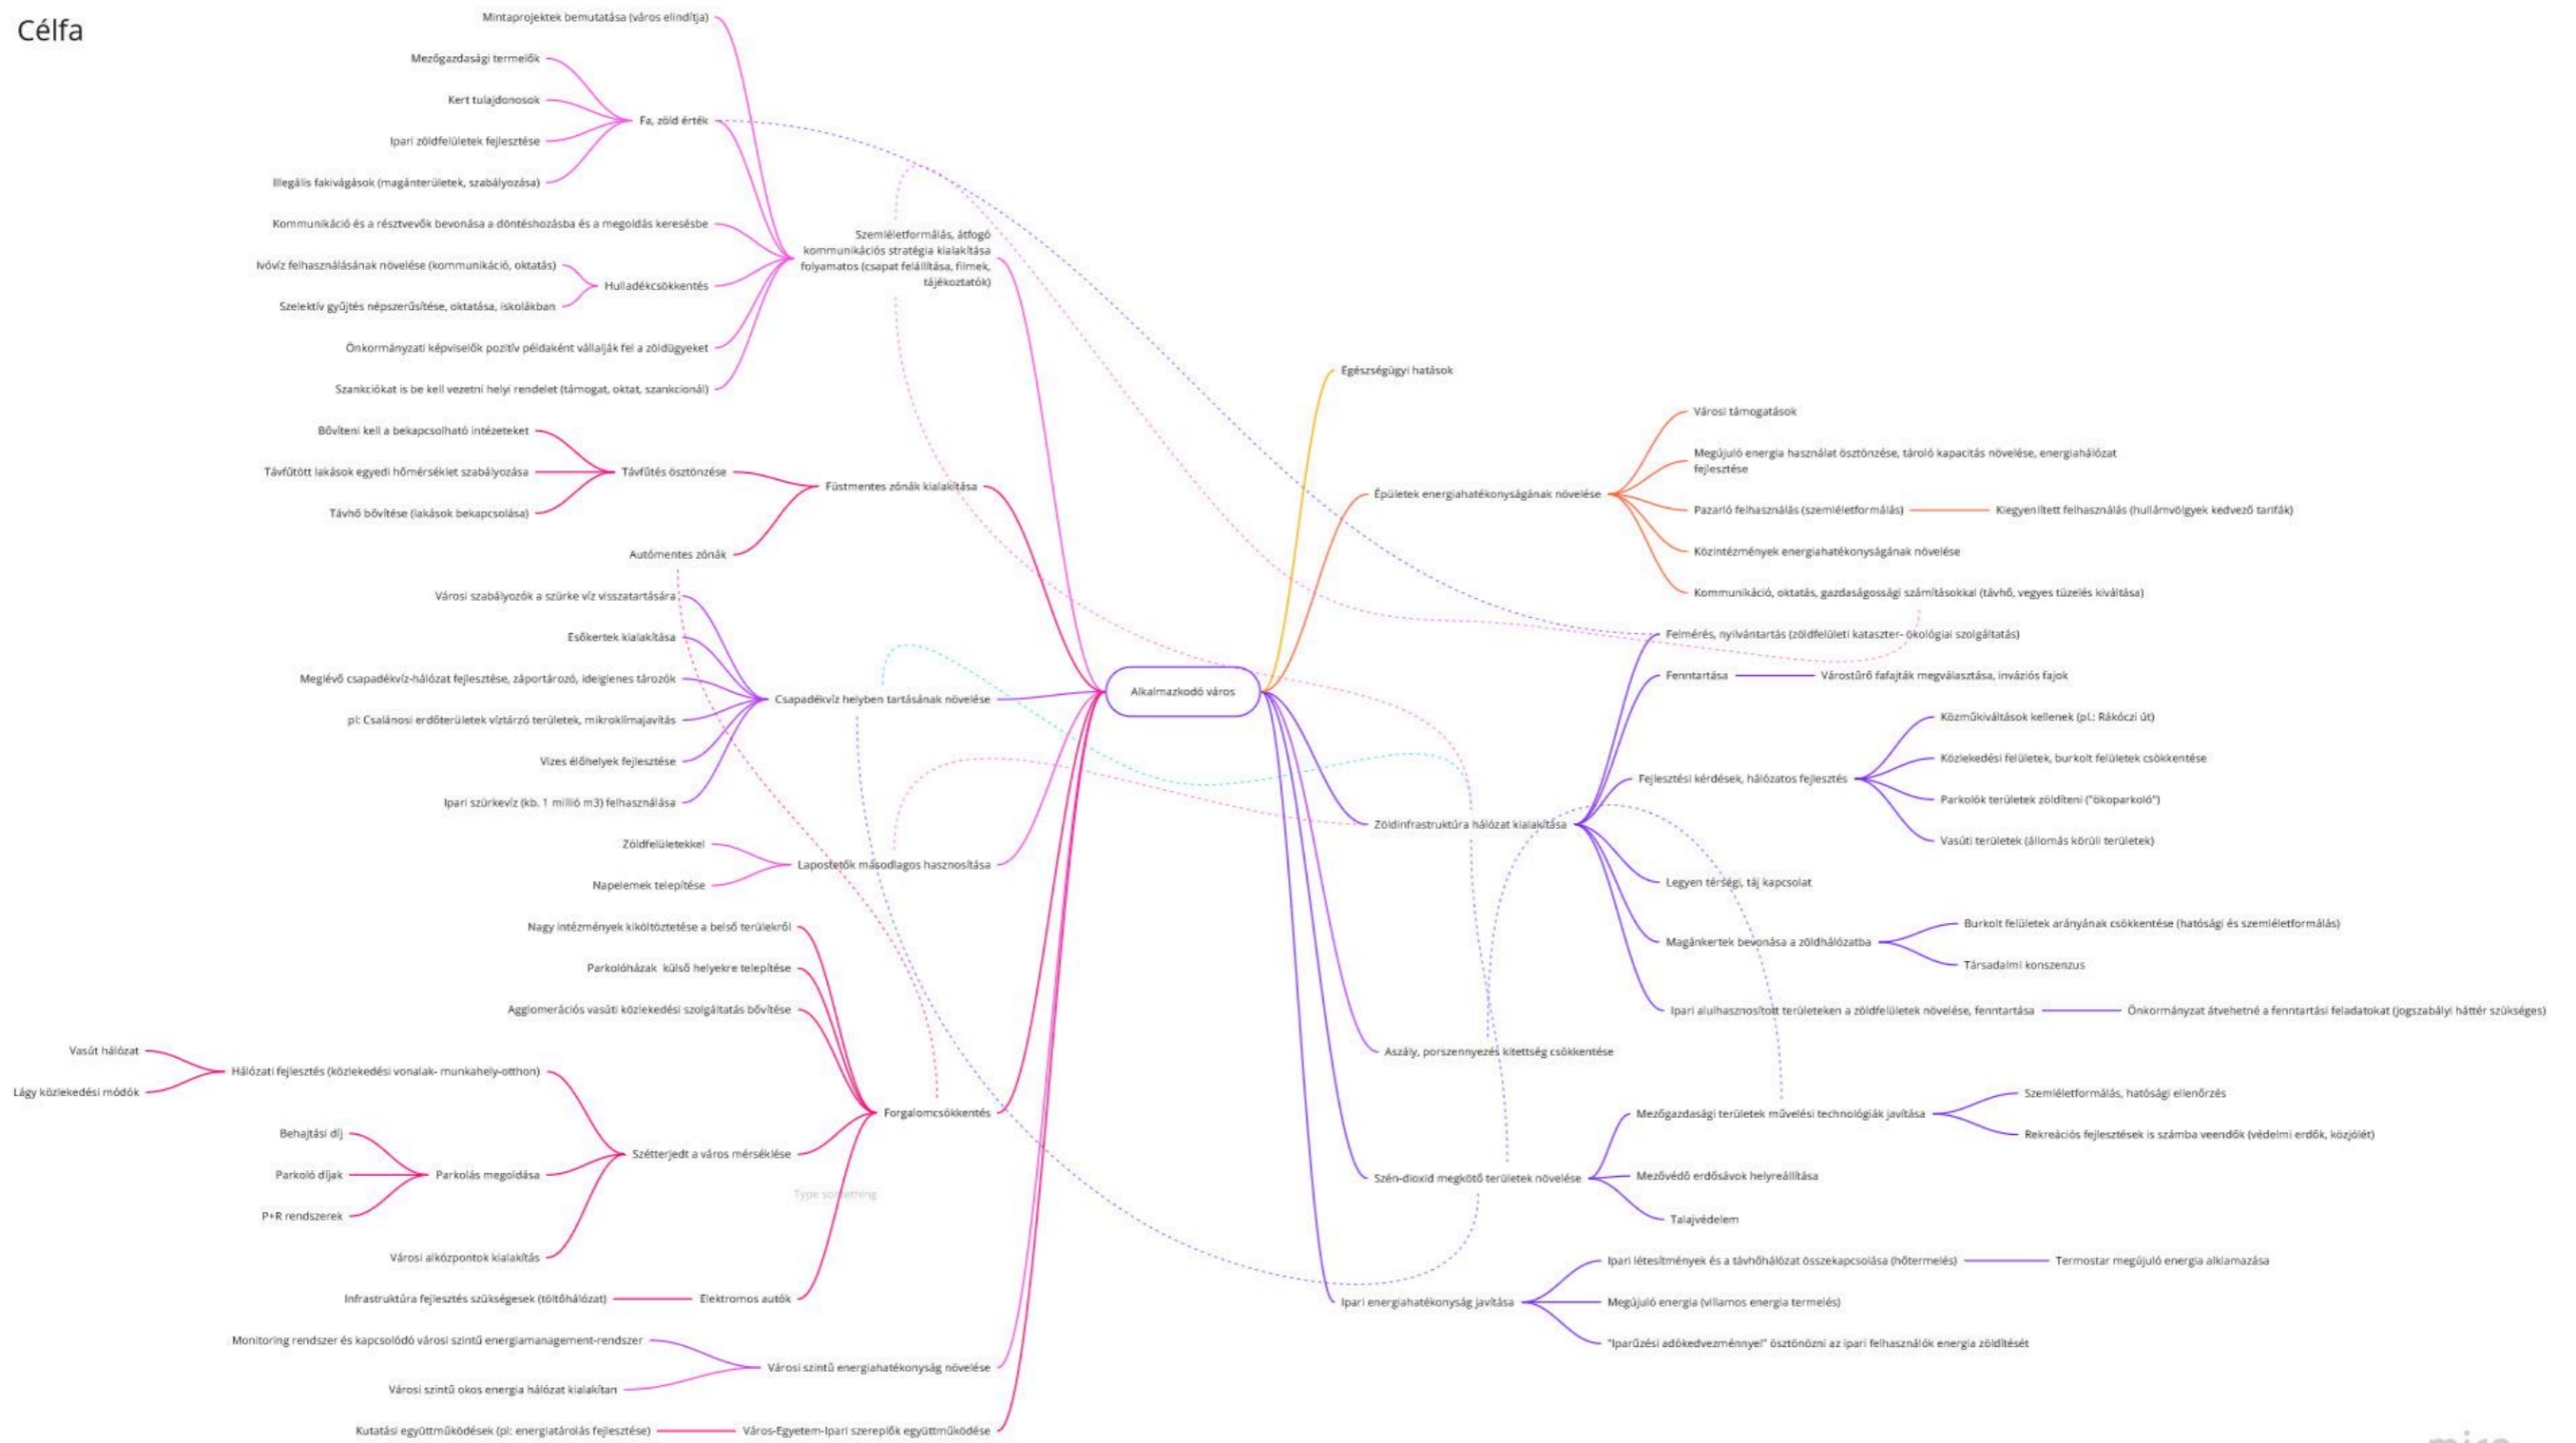 Célfa
Mintaprojektek bemutatása (város elindítja)
Mezőgazdasági termelők
Kert tulajdonosok
Fa, zöld érték
Ipari zöldfelületek fejlesztése
Illegális fakivágások (magánterületek, szabályozása)
Kommunikáció és a résztvevők bevonása a döntéshozásba és a megoldás keresésbe
Szemléletformálás, átfogó
kommunikációs stratégia kialakítása
folyamatos (csapat felállítása, filmek,
tájékoztatók)
Ivóvíz felhasználásának növelése (kommunikáció, oktatás)
Hulladékcsökkentés
Szelektív gyűjtés népszerűsítése, oktatása, iskolákban
Önkormányzati képviselők pozitív példaként vállalják fel a zöldügyeket
Szankciókat is be kell vezetni helyi rendelet (támogat, oktat, szankcionál)
Bővíteni kell a bekapcsolható intézeteket
Távfűtött lakások egyedi hőmérséklet szabályozása
Távfűtés ösztönzése
Füstmentes zónák kialakítása
Távhő bővítése (lakások bekapcsolása)
Autómentes zónák
Városi szabályozók a szürke víz visszatartására
Esőkertek kialakítása
Meglévő csapadékvíz-hálózat fejlesztése, záportározó, ideiglenes tározók
Csapadékvíz helyben tartásának növelése
pl: Csalánosi erdőterületek víztárzó területek, mikroklímajavítás
Vizes élőhelyek fejlesztése
Ipari szürkevíz (kb. 1 millió m3) felhasználása
Zöldfelületekkel
Lapostetők másodlagos hasznosítása
Napelemek telepítése
Nagy intézmények kiköltöztetése a belső terülekről
Parkolóházak külső helyekre telepítése
Agglomerációs vasúti közlekedési szolgáltatás bővítése
Vasút hálózat
Hálózati fejlesztés (közlekedési vonalak- munkahely-otthon)
Lágy közlekedési módok
Forgalomcsökkentés
Behajtási díj
Szétterjedt a város mérséklése
Parkoló díjak
Parkolás megoldása
Type something
P+R rendszerek
Városi alközpontok kialakítás
Infrastruktúra fejlesztés szükségesek (töltőhálózat)
Elektromos autók
Monitoring rendszer és kapcsolódó városi szintű energiamanagement-rendszer
Városi szintű energiahatékonyság növelése
Városi szintű okos energia hálózat kialakítan
Kutatási együttműködések (pl: energiatárolás fejlesztése)
Város-Egyetem-Ipari szereplők együttműködése
Alkalmazkodó város
Egészségügyi hatások
Városi támogatások
Megújuló energia használat ösztönzése, tároló kapacitás növelése, energiahálózat
fejlesztése
Épületek energiahatékonyságának növelése
Pazarló felhasználás (szemléletformálás)
Kiegyenlített felhasználás (hullámvölgyek kedvező tarifák)
Közintézmények energiahatékonyságának növelése
Kommunikáció, oktatás, gazdaságossági számításokkal (távhő, vegyes tüzelés kiváltása)
Felmérés, nyilvántartás (zöldfelületi kataszter- ökológiai szolgáltatás)
Fenntartása
Várostűrő fafajták megválasztása, inváziós fajok
Közműkiváltások kellenek (pl.: Rákóczi út)
Közlekedési felületek, burkolt felületek csökkentése
Fejlesztési kérdések, hálózatos fejlesztés
Parkolók területek zöldíteni ("ökoparkoló")
Zöldinfrastruktúra hálózat kialakítása
Vasúti területek (állomás körüli területek)
Legyen térségi, táj kapcsolat
Burkolt felületek arányának csökkentése (hatósági és szemléletformálás)
Magánkertek bevonása a zöldhálózatba
Társadalmi konszenzus
Ipari alulhasznosított területeken a zöldfelületek növelése, fenntartása
Önkormányzat átvehetné a fenntartási feladatokat (jogszabályi háttér szükséges)
Aszály, porszennyezés kitettség csökkentése
Szemléletformálás, hatósági ellenőrzés
Mezőgazdasági területek művelési technológiák javítása
Rekreációs fejlesztések is számba veendők (védelmi erdők, közjólét)
Szén-dioxid megkötő területek növelése
Mezővédő erdősávok helyreállítása
Talajvédelem
Ipari létesítmények és a távhőhálózat összekapcsolása (hőtermelés)
Termostar megújuló energia alklamazása
Ipari energiahatékonyság javítása
Megújuló energia (villamos energia termelés)
"Iparűzési adókedvezménnyel" ösztönözni az ipari felhasználók energia zöldítését
miro